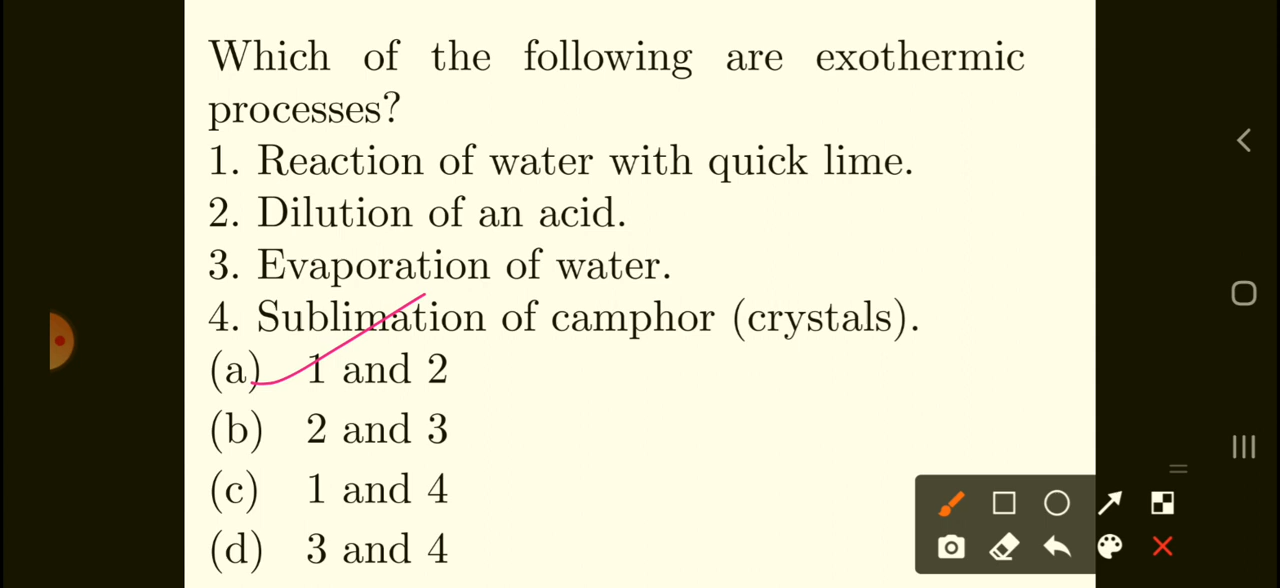 Which of the following are exothermic
processes?
1. Reaction of water with quick lime.
2. Dilution of an acid.
3. Evaporation of water.
4. Sublimation of camphor (crystals).
(a) 1 and 2
(b) 2 and 3
(c) 1 and 4
(d) 3 and 4